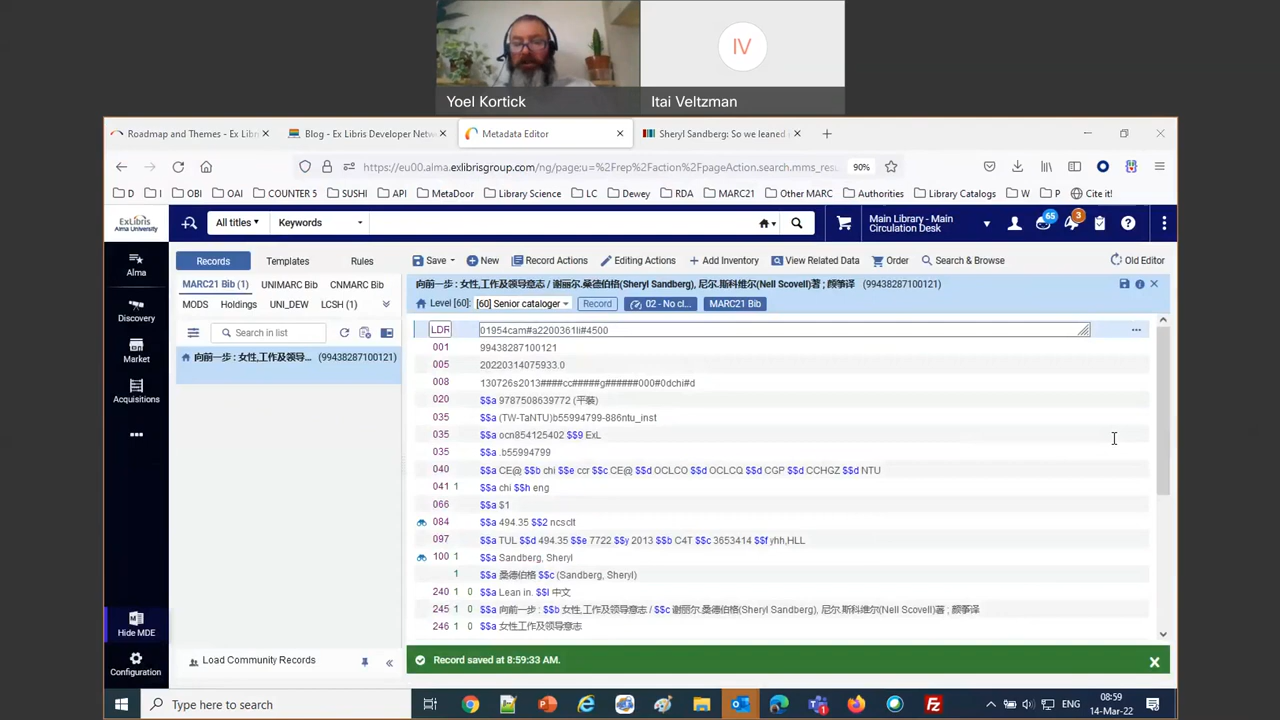 IV
Yoel Kortick
Itai Veltzman
Roadmap and Themes - Ex Libri
Blog - Ex Libris Developer Netw
Metadata Editor
Sheryl Sandberg: So we leaned
https://eu00.alma.exlibrisgroup.com/ng/page:u=%2Frep%2Faction%2FpageAction.search.mms_res
90%
D
I
OBI
OAI
COUNTER 5
SUSHI
API
MetaDoor
Library Science
LC
Dewey
RDA
MARC21
Other MARC
Authorities
Library Catalogs
W
P
Cite it!
ExLibris
Alma University
All titles
Keywords
Main Library - Main
Circulation Desk
65
3
Alma
Discovery
Market
Acquisitions
Hide MDE
Configuration
Records
Templates
Rules
MARC21 Bib (1)
UNIMARC Bib
CNMARC Bib
MODS
Holdings
UNI_DEW
LCSH (1)
Search in list
向前一步 : 女性,工作及领导... (99438287100121)
Load Community Records
Save
New
Record Actions
Editing Actions
Add Inventory
View Related Data
Order
Search & Browse
Old Editor
向前一步 : 女性,工作及领导意志 / 谢丽尔.桑德伯格(Sheryl Sandberg), 尼尔.斯科维尔(Nell Scovell)著 ; 颜筝译 (99438287100121)
Level [60] [60] Senior cataloger
Record
02 - No cl...
MARC21 Bib
LDR 01954cam#a2200361li#4500
001 99438287100121
005 20220314075933.0
008 130726s2013####cc#####g######000#0dchi#d
020 $$a 9787508639772 (平裝)
035 $$a (TW-TaNTU)b55994799-886ntu_inst
035 $$a ocn854125402 $$9 ExL
035 $$a .b55994799
040 $$a CE@ $$b chi $$e ccr $$c CE@ $$d OCLCO $$d OCLCQ $$d CGP $$d CCHGZ $$d NTU
041 1 $$a chi $$h eng
066 $$a $1
084 $$a 494.35 $$2 ncsclt
097 $$a TUL $$d 494.35 $$e 7722 $$y 2013 $$b C4T $$c 3653414 $$f yhh,HLL
100 1 $$a Sandberg, Sheryl
1 $$a 桑德伯格 $$c (Sandberg, Sheryl)
240 1 0 $$a Lean in. $$l 中文
245 1 0 $$a 向前一步 : $$b 女性,工作及领导意志 / $$c 谢丽尔.桑德伯格(Sheryl Sandberg), 尼尔.斯科维尔(Nell Scovell)著 ; 颜筝译
246 1 0 $$a 女性工作及领导意志
Record saved at 8:59:33 AM.
Type here to search
ENG
08:59
14-Mar-22